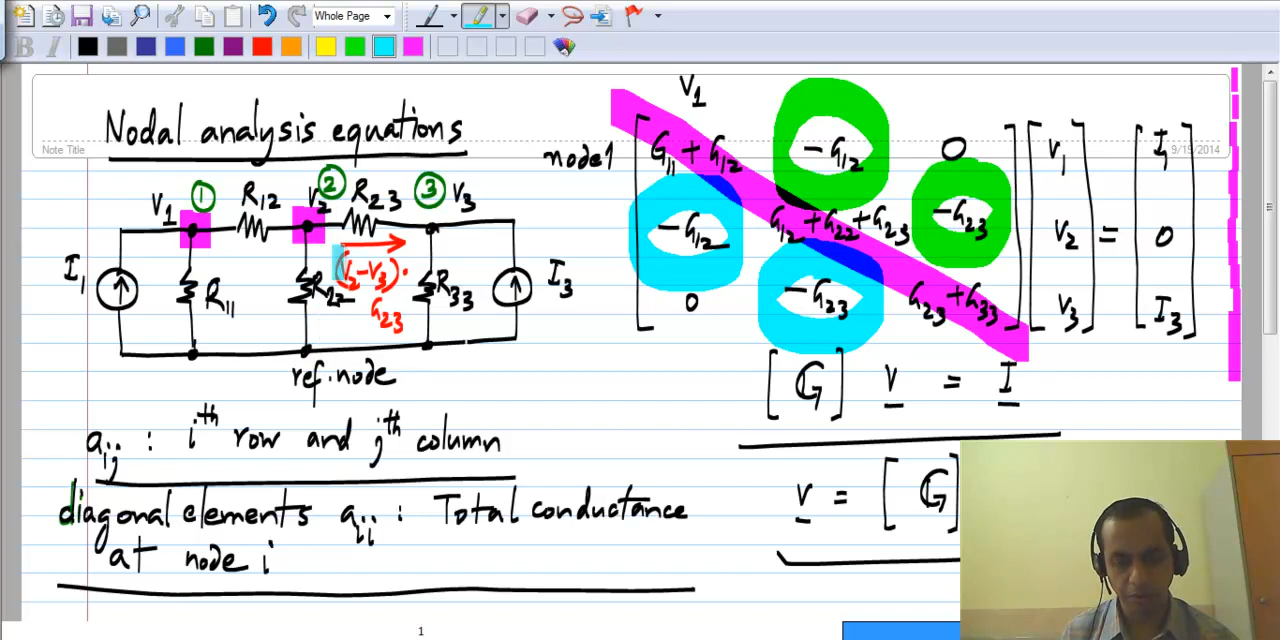 Whole Page
B I
Nodal analysis equations
Note Title
9/15/2014
V1 ① R12 V2 ② R23 ③ V3
I1 R11 R22 (V2-V3)· G23 R33 I3
ref. node
V1
node1 [ G11 + G12 -G12 0 ] [ V1 ] [ I1 ]
[ -G12 G12+G22+G23 -G23 ] [ V2 ] = [ 0 ]
[ 0 -G23 G23+G33 ] [ V3 ] [ I3 ]
[ G ] V = I
aij : ith row and jth column
V = [ G ]
diagonal elements aii : Total conductance
at node i
1